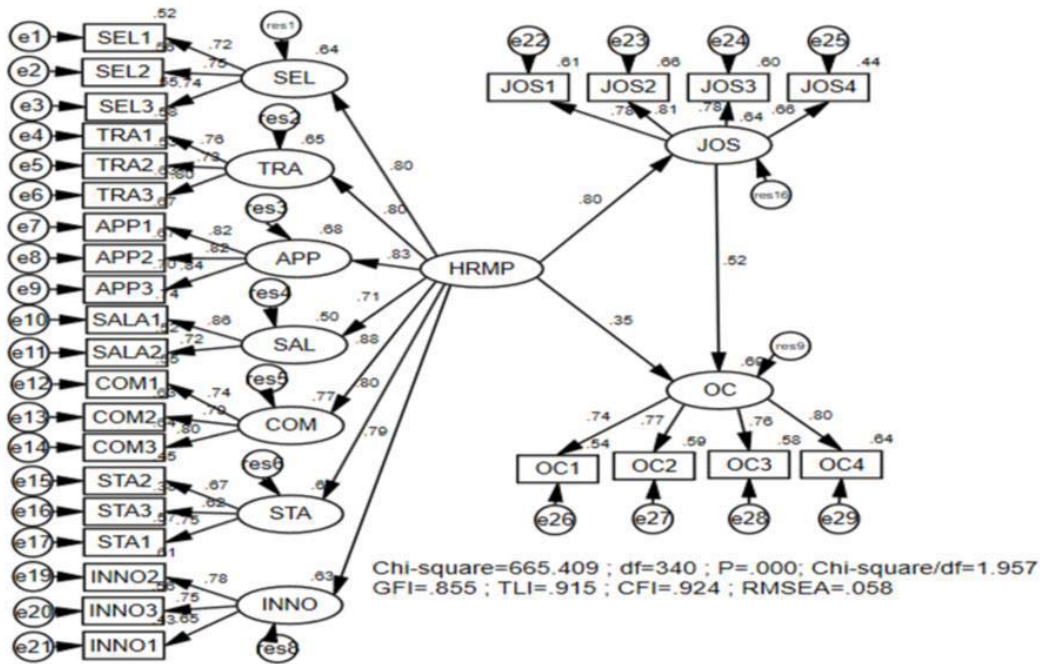 e1 SEL1 .52
e2 SEL2
e3 SEL3
e4 TRA1
e5 TRA2
e6 TRA3
e7 APP1
e8 APP2
e9 APP3
e10 SALA1
e11 SALA2
e12 COM1
e13 COM2
e14 COM3
e15 STA2
e16 STA3
e17 STA1
e19 INNO2
e20 INNO3
e21 INNO1
.72
.75
.74
.76
.82
.82
.84
.86
.72
.74
.80
.67
.62
.75
.78
.75
.65
res1
SEL .64
res2
TRA .65
res3
APP .68
res4
SAL .50
res5
COM .77
res6
STA
INNO .63
res8
.80
.80
.83
.71
.88
.80
.79
HRMP
.80
.35
e22 e23 e24 e25
.61 .66 .60 .44
JOS1 JOS2 JOS3 JOS4
.78 .81 .78 .66
.64
JOS
res16
.52
res9
OC
.74 .77 .76 .80
.54 .59 .58 .64
OC1 OC2 OC3 OC4
e26 e27 e28 e29
Chi-square=665.409 ; df=340 ; P=.000; Chi-square/df=1.957
GFI=.855 ; TLI=.915 ; CFI=.924 ; RMSEA=.058